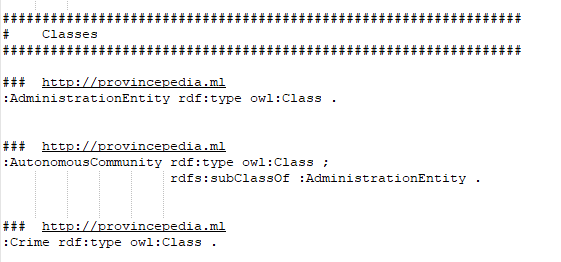 #################################################################
#    Classes
#################################################################
###  http://provincepedia.ml
:AdministrationEntity rdf:type owl:Class .
###  http://provincepedia.ml
:AutonomousCommunity rdf:type owl:Class ;
rdfs:subClassOf :AdministrationEntity .
###  http://provincepedia.ml
:Crime rdf:type owl:Class .